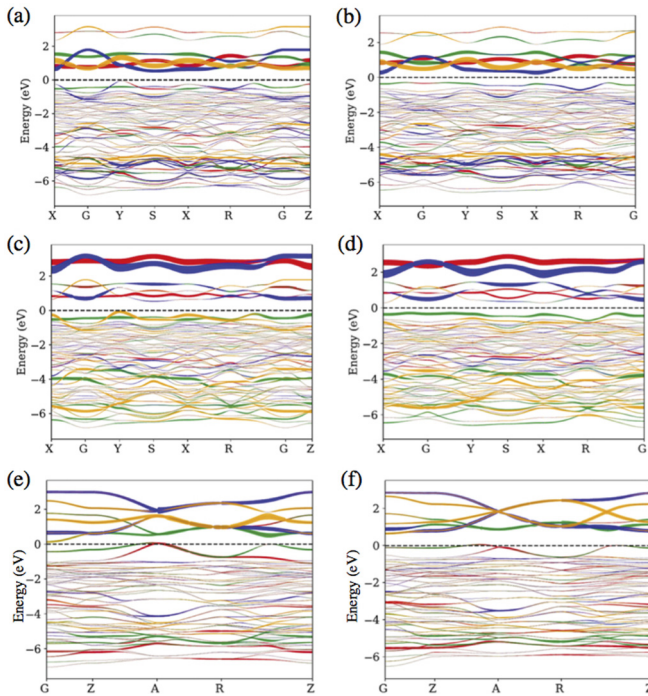 (a)
(b)
Energy (eV)
2
0
−2
−4
−6
X G Y S X R G Z
Energy (eV)
2
0
−2
−4
−6
X G Y S X R G
(c)
(d)
Energy (eV)
2
0
−2
−4
−6
X G Y S X R G Z
Energy (eV)
2
0
−2
−4
−6
X G Y S X R G
(e)
(f)
Energy (eV)
2
0
−2
−4
−6
G Z A R Z
Energy (eV)
2
0
−2
−4
−6
G Z A R Z